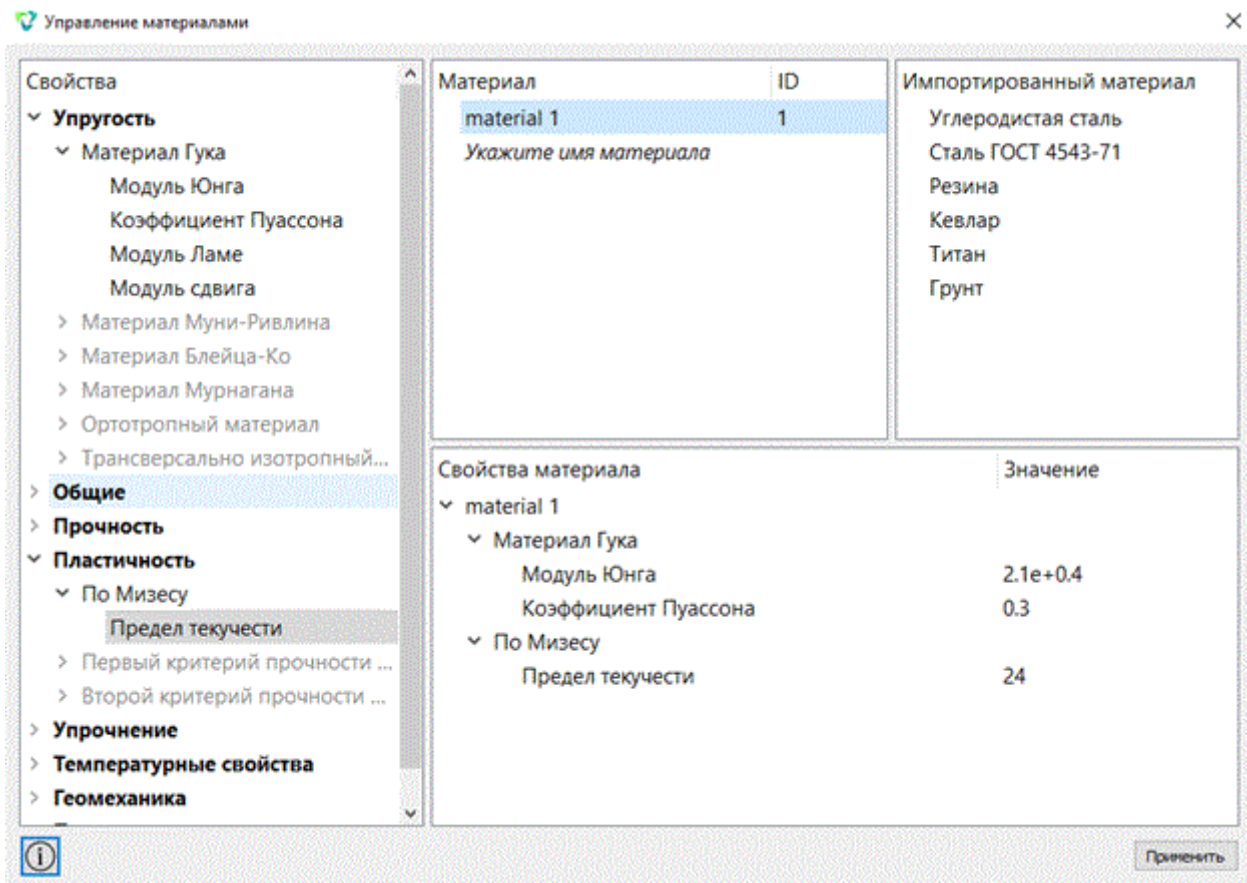 Управление материалами
Свойства
Упругость
Материал Гука
Модуль Юнга
Коэффициент Пуассона
Модуль Ламе
Модуль сдвига
Материал Муни-Ривлина
Материал Блейца-Ко
Материал Мурнагана
Ортотропный материал
Трансверсально изотропный...
Общие
Прочность
Пластичность
По Мизесу
Предел текучести
Первый критерий прочности ...
Второй критерий прочности ...
Упрочнение
Температурные свойства
Геомеханика
Материал ID
material 1 1
Укажите имя материала
Импортированный материал
Углеродистая сталь
Сталь ГОСТ 4543-71
Резина
Кевлар
Титан
Грунт
Свойства материала Значение
material 1
Материал Гука
Модуль Юнга 2.1e+0.4
Коэффициент Пуассона 0.3
По Мизесу
Предел текучести 24
Применить